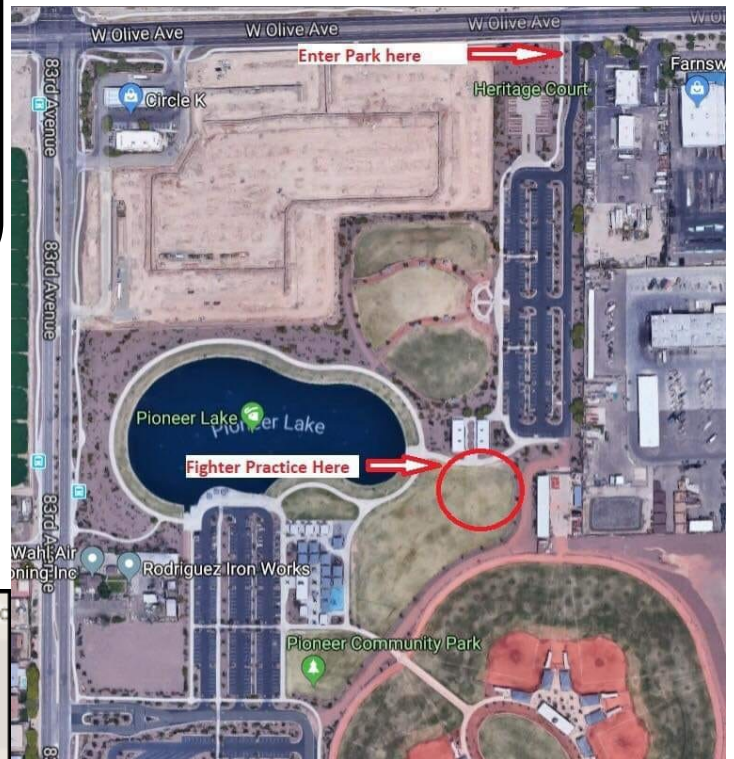 W Olive Ave
W Olive Ave
W Olive Ave
Enter Park here
83rd Avenue
Circle K
Heritage Court
Farnsw
83rd Avenue
Pioneer Lake
Pioneer Lake
Fighter Practice Here
83rd Avenue
Wahl Air
oning Inc
Rodriguez Iron Works
Pioneer Community Park